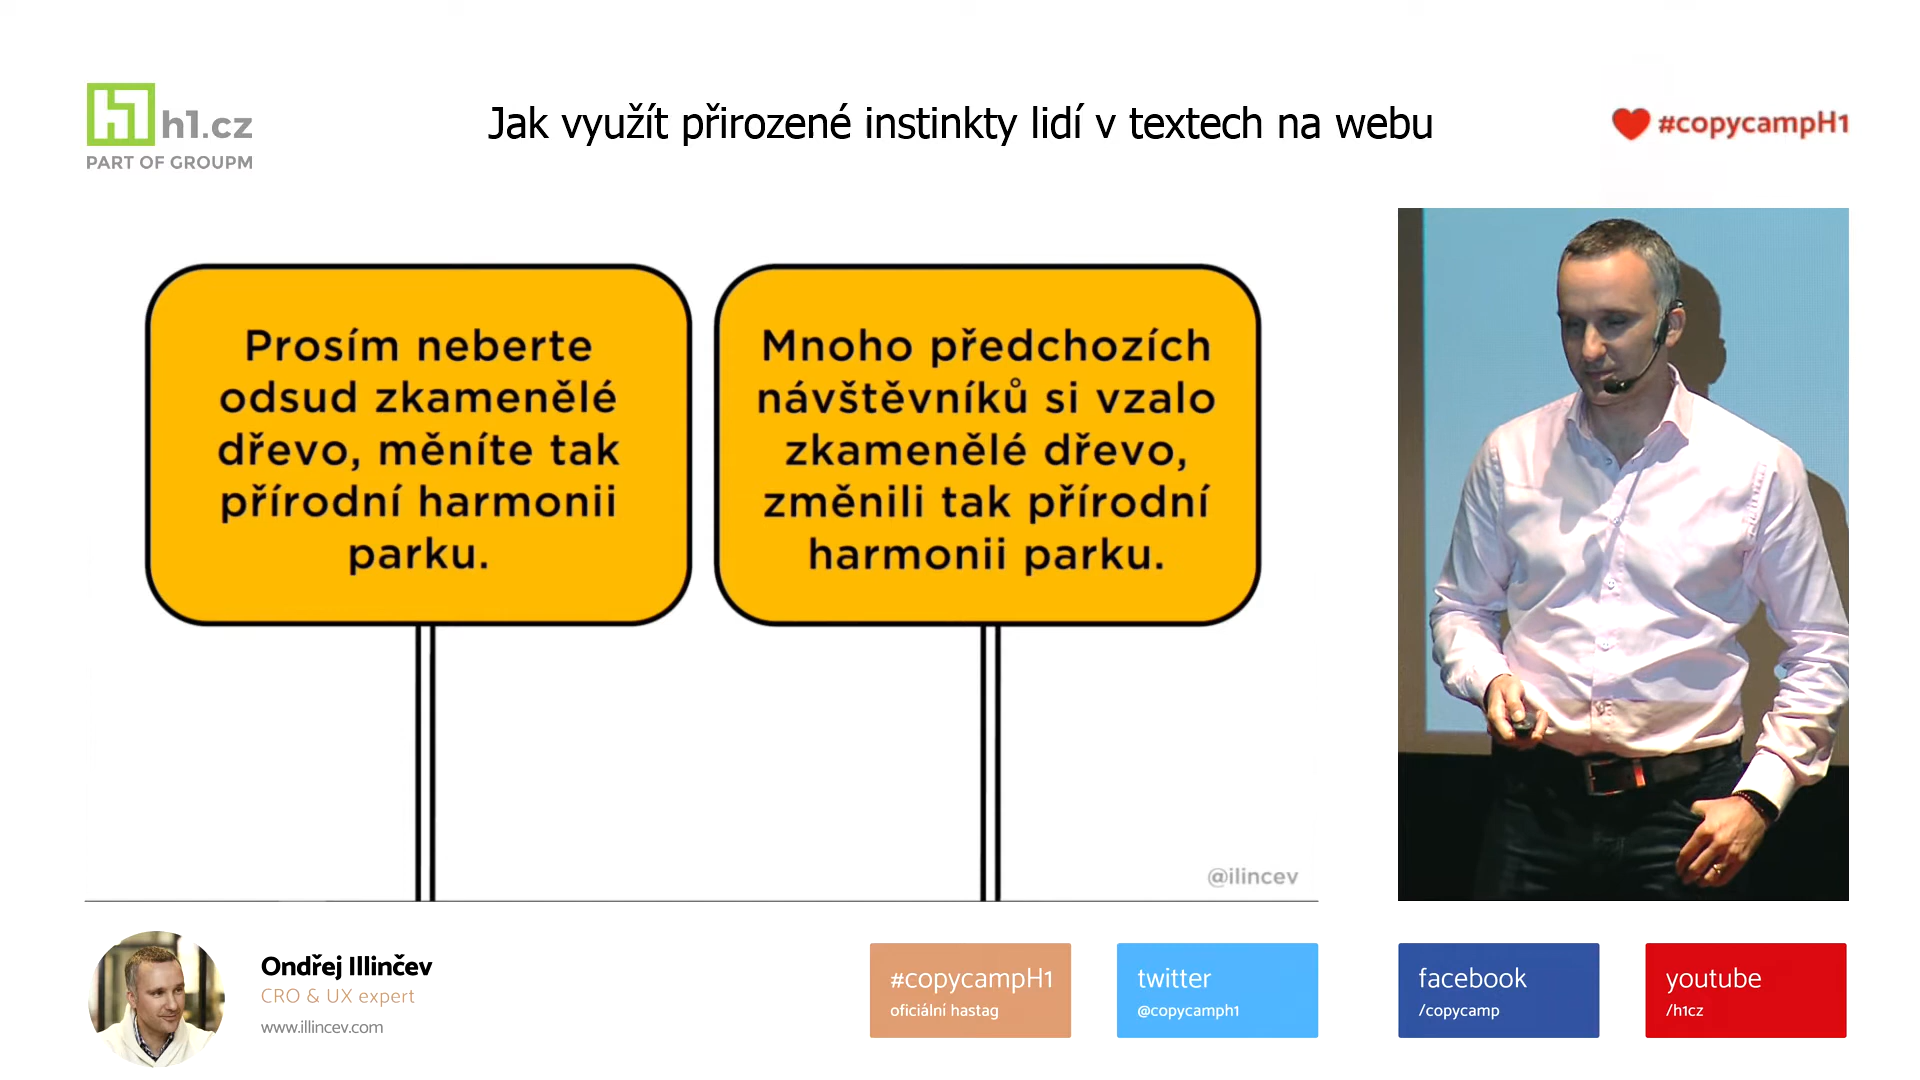 h1.cz
PART OF GROUPM
Jak využít přirozené instinkty lidí v textech na webu
#copycampH1
Prosím neberte
odsud zkamenělé
dřevo, měníte tak
přírodní harmonii
parku.
Mnoho předchozích
návštěvníků si vzalo
zkamenělé dřevo,
změnili tak přírodní
harmonii parku.
@ilincev
Ondřej Illinčev
CRO & UX expert
www.illincev.com
#copycampH1
oficiální hastag
twitter
@copycamph1
facebook
/copycamp
youtube
/h1cz